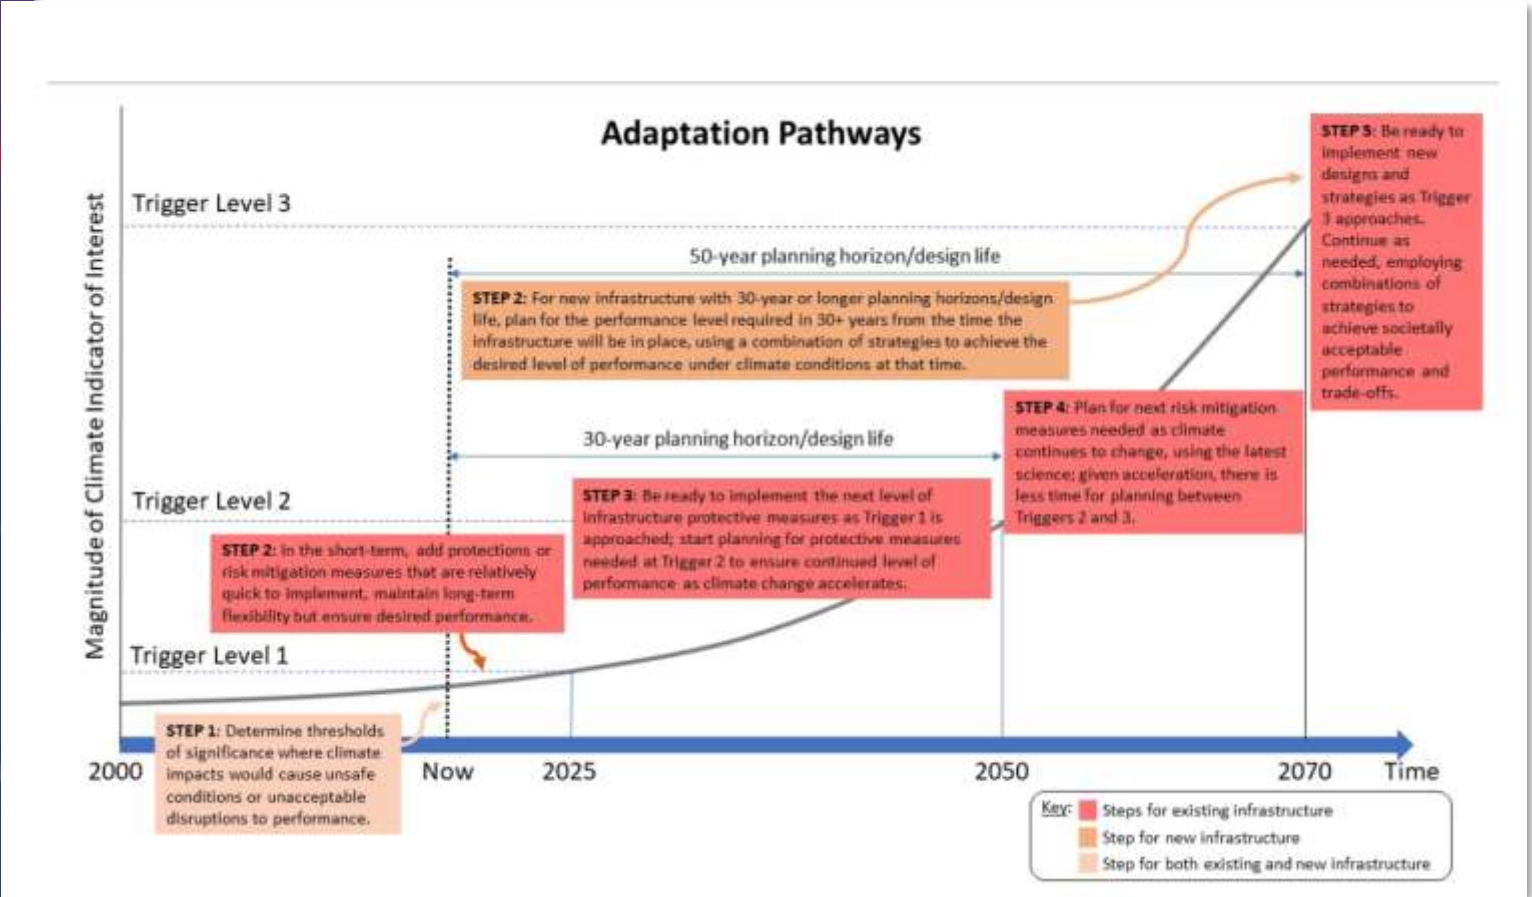 Adaptation Pathways
Magnitude of Climate Indicator of Interest
Trigger Level 3
50-year planning horizon/design life
STEP 2: For new infrastructure with 30-year or longer planning horizons/design
life, plan for the performance level required in 30+ years from the time the
infrastructure will be in place, using a combination of strategies to achieve the
desired level of performance under climate conditions at that time.
STEP 5: Be ready to
implement new
designs and
strategies as Trigger
3 approaches.
Continue as
needed, employing
combinations of
strategies to
achieve societally
acceptable
performance and
trade-offs.
30-year planning horizon/design life
STEP 4: Plan for next risk mitigation
measures needed as climate
continues to change, using the latest
science; given acceleration, there is
less time for planning between
Triggers 2 and 3.
Trigger Level 2
STEP 3: Be ready to implement the next level of
infrastructure protective measures as Trigger 1 is
approached; start planning for protective measures
needed at Trigger 2 to ensure continued level of
performance as climate change accelerates.
STEP 2: In the short-term, add protections or
risk mitigation measures that are relatively
quick to implement, maintain long-term
flexibility but ensure desired performance.
Trigger Level 1
STEP 1: Determine thresholds
of significance where climate
impacts would cause unsafe
conditions or unacceptable
disruptions to performance.
2000
Now
2025
2050
2070
Time
Key:
Steps for existing infrastructure
Step for new infrastructure
Step for both existing and new infrastructure